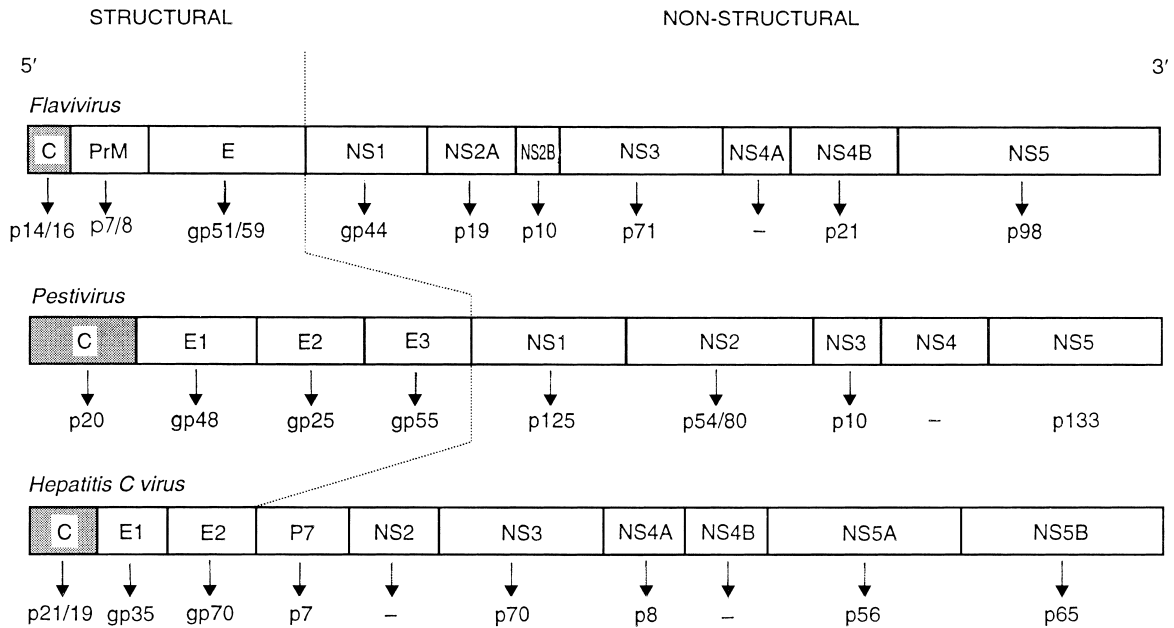 STRUCTURAL NON-STRUCTURAL
5′ 3′
Flavivirus
C PrM E NS1 NS2A NS2B NS3 NS4A NS4B NS5
p14/16 p7/8 gp51/59 gp44 p19 p10 p71 – p21 p98
Pestivirus
C E1 E2 E3 NS1 NS2 NS3 NS4 NS5
p20 gp48 gp25 gp55 p125 p54/80 p10 – p133
Hepatitis C virus
C E1 E2 P7 NS2 NS3 NS4A NS4B NS5A NS5B
p21/19 gp35 gp70 p7 – p70 p8 – p56 p65